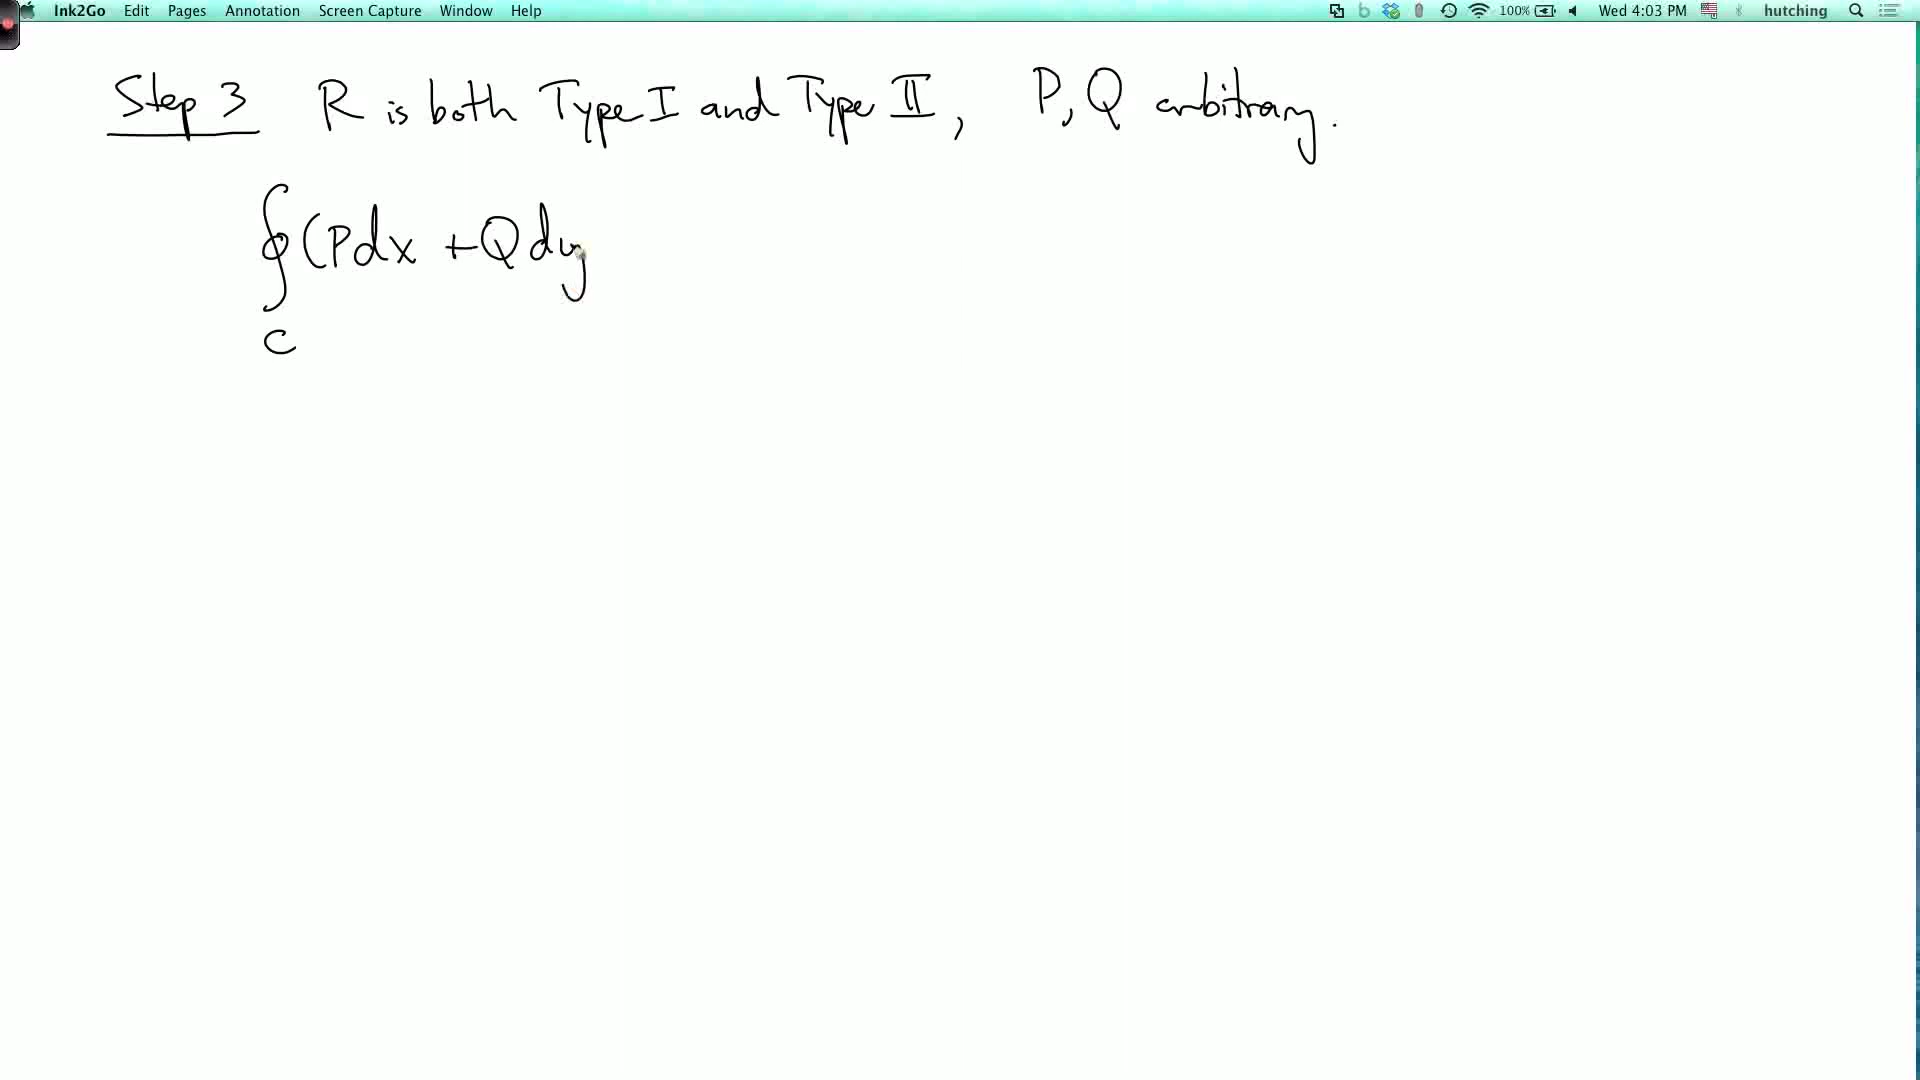 Ink2Go Edit Pages Annotation Screen Capture Window Help 100% Wed 4:03 PM hutching
Step 3 R is both Type I and Type II, P, Q arbitrary.
∮(Pdx + Qdy
C